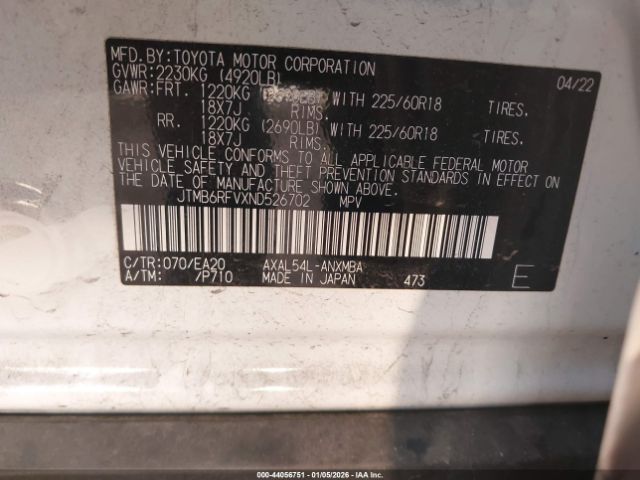 MFD.BY:TOYOTA MOTOR CORPORATION
GVWR:2230KG (4920LB) 04/22
GAWR:FRT. 1220KG WITH 225/60R18 TIRES.
18X7J RIMS.
RR. 1220KG (2690LB) WITH 225/60R18 TIRES.
18X7J RIMS.
THIS VEHICLE CONFORMS TO ALL APPLICABLE FEDERAL MOTOR
VEHICLE SAFETY AND THEFT PREVENTION STANDARDS IN EFFECT ON
THE DATE OF MANUFACTURE SHOWN ABOVE.
JTMB6RFVXND526702 MPV
C/TR:070/EA20 AXAL54L-ANXMBA
A/TM: /P710 MADE IN JAPAN 473 E
000-44056751 - 01/05/2026 - IAA Inc.